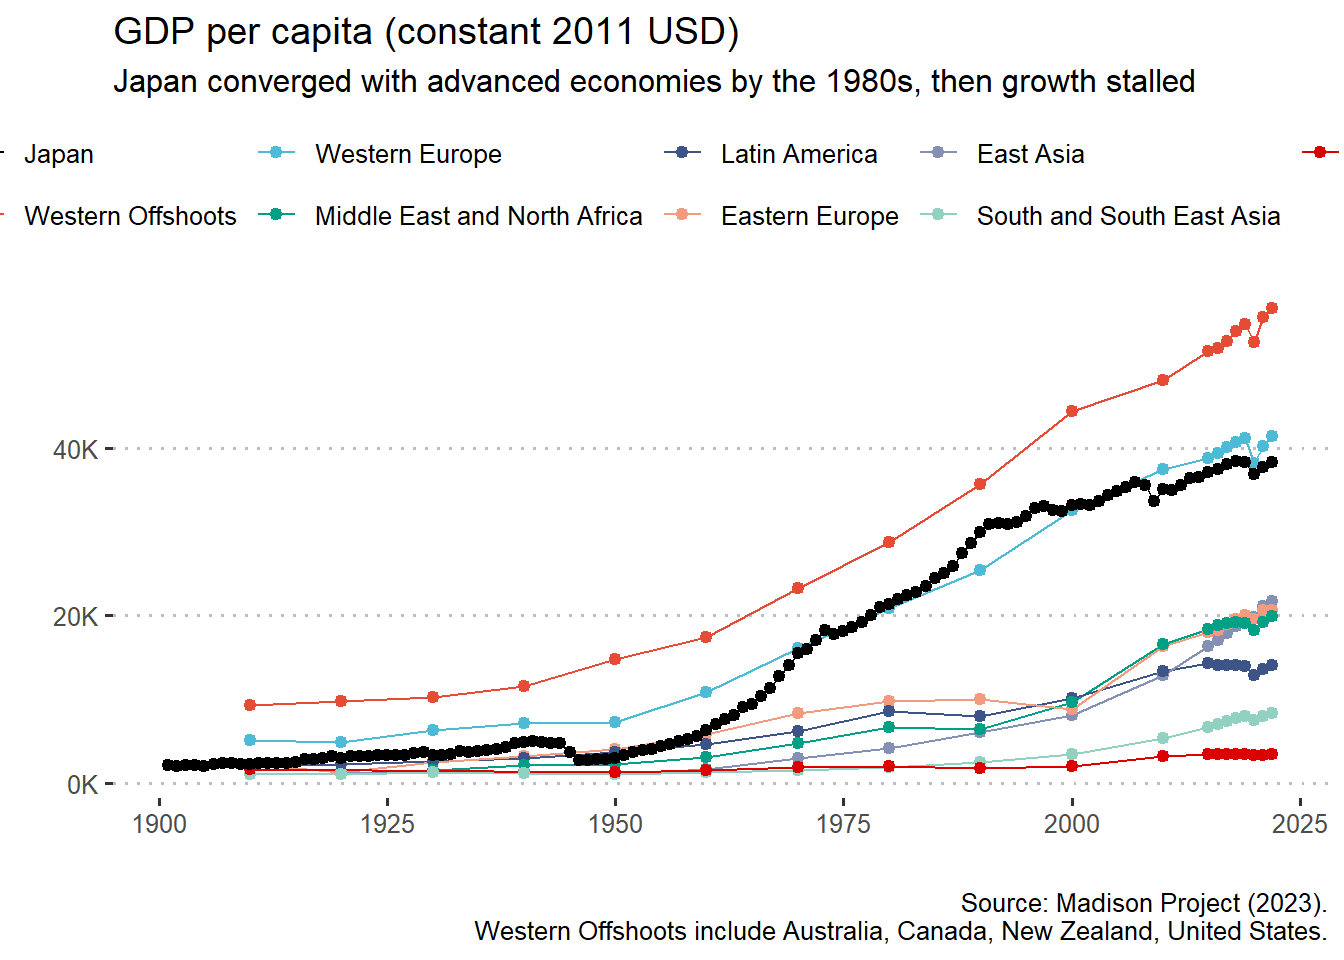 GDP per capita (constant 2011 USD)
Japan converged with advanced economies by the 1980s, then growth stalled
Japan Western Europe Latin America East Asia
Western Offshoots Middle East and North Africa Eastern Europe South and South East Asia
40K
20K
0K
1900 1925 1950 1975 2000 2025
Source: Madison Project (2023).
Western Offshoots include Australia, Canada, New Zealand, United States.